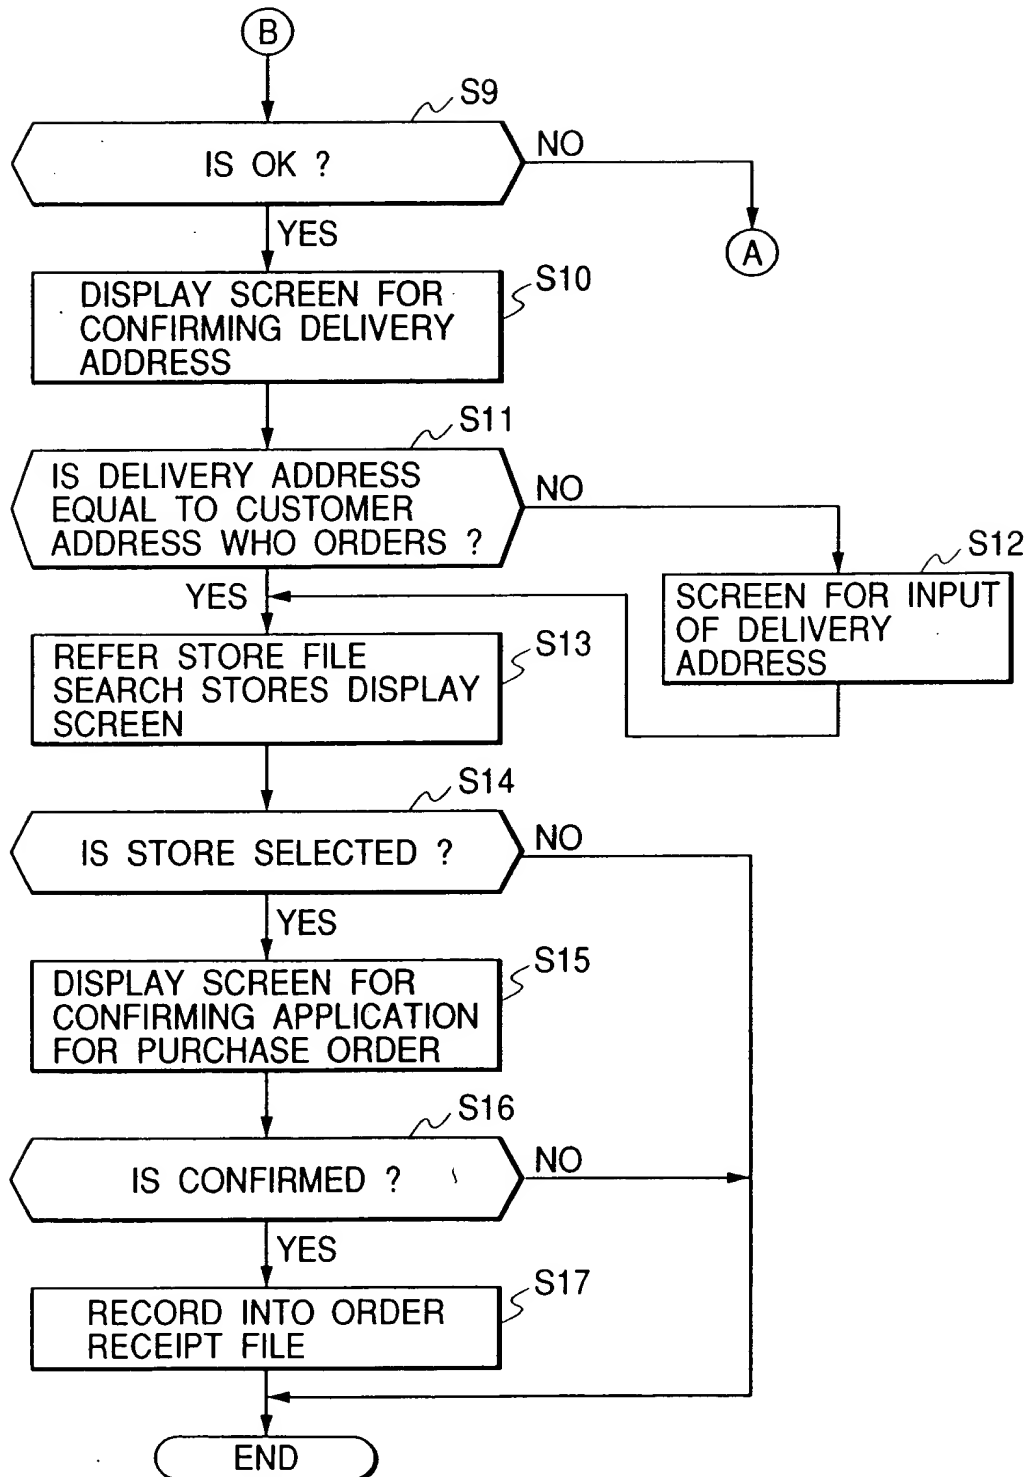 B
S9
IS OK ?
NO
YES
A
S10
DISPLAY SCREEN FOR
CONFIRMING DELIVERY
ADDRESS
S11
IS DELIVERY ADDRESS
EQUAL TO CUSTOMER
ADDRESS WHO ORDERS ?
NO
YES
S12
SCREEN FOR INPUT
OF DELIVERY
ADDRESS
S13
REFER STORE FILE
SEARCH STORES DISPLAY
SCREEN
S14
IS STORE SELECTED ?
NO
YES
S15
DISPLAY SCREEN FOR
CONFIRMING APPLICATION
FOR PURCHASE ORDER
S16
IS CONFIRMED ?
NO
YES
S17
RECORD INTO ORDER
RECEIPT FILE
END